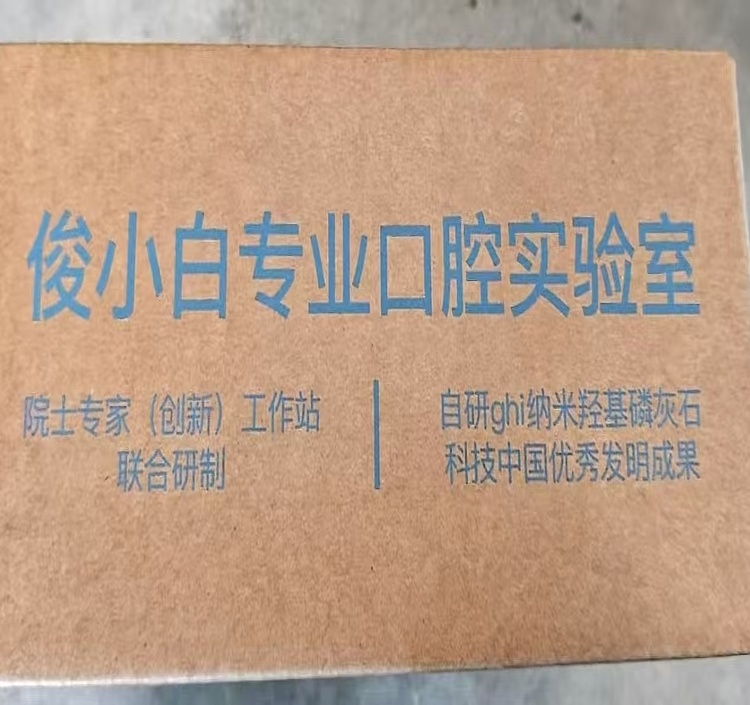 俊小白专业口腔实验室
院士专家（创新）工作站
联合研制
自研ghi纳米羟基磷灰石
科技中国优秀发明成果